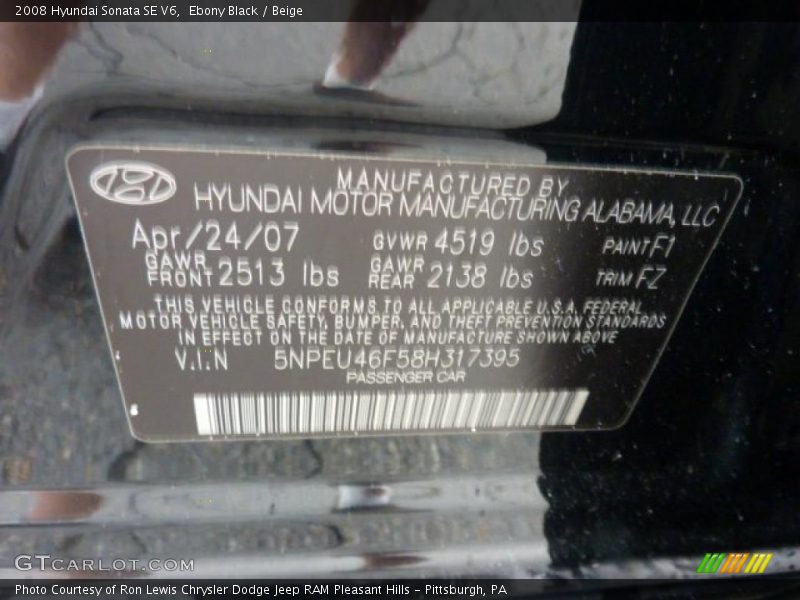 2008 Hyundai Sonata SE V6, Ebony Black / Beige
MANUFACTURED BY
HYUNDAI MOTOR MANUFACTURING ALABAMA, LLC
Apr/24/07 GVWR 4519 lbs PAINT F1
GAWR FRONT 2513 lbs GAWR REAR 2138 lbs TRIM FZ
THIS VEHICLE CONFORMS TO ALL APPLICABLE U.S.A. FEDERAL
MOTOR VEHICLE SAFETY, BUMPER, AND THEFT PREVENTION STANDARDS
IN EFFECT ON THE DATE OF MANUFACTURE SHOWN ABOVE
V.I.N 5NPEU46F58H317395
PASSENGER CAR
GTCARLOT.COM
Photo Courtesy of Ron Lewis Chrysler Dodge Jeep RAM Pleasant Hills - Pittsburgh, PA